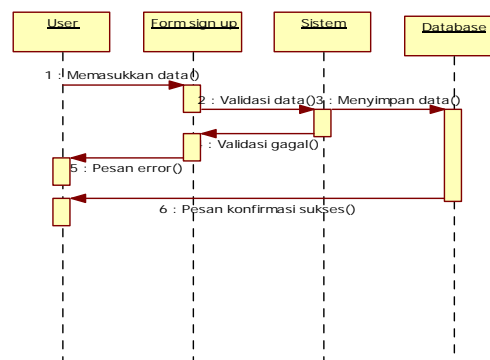 User
Form sign up
Sistem
Database
1 : Memasukkan data()
2 : Validasi data()
3 : Menyimpan data()
: Validasi gagal()
5 : Pesan error()
6 : Pesan konfirmasi sukses()